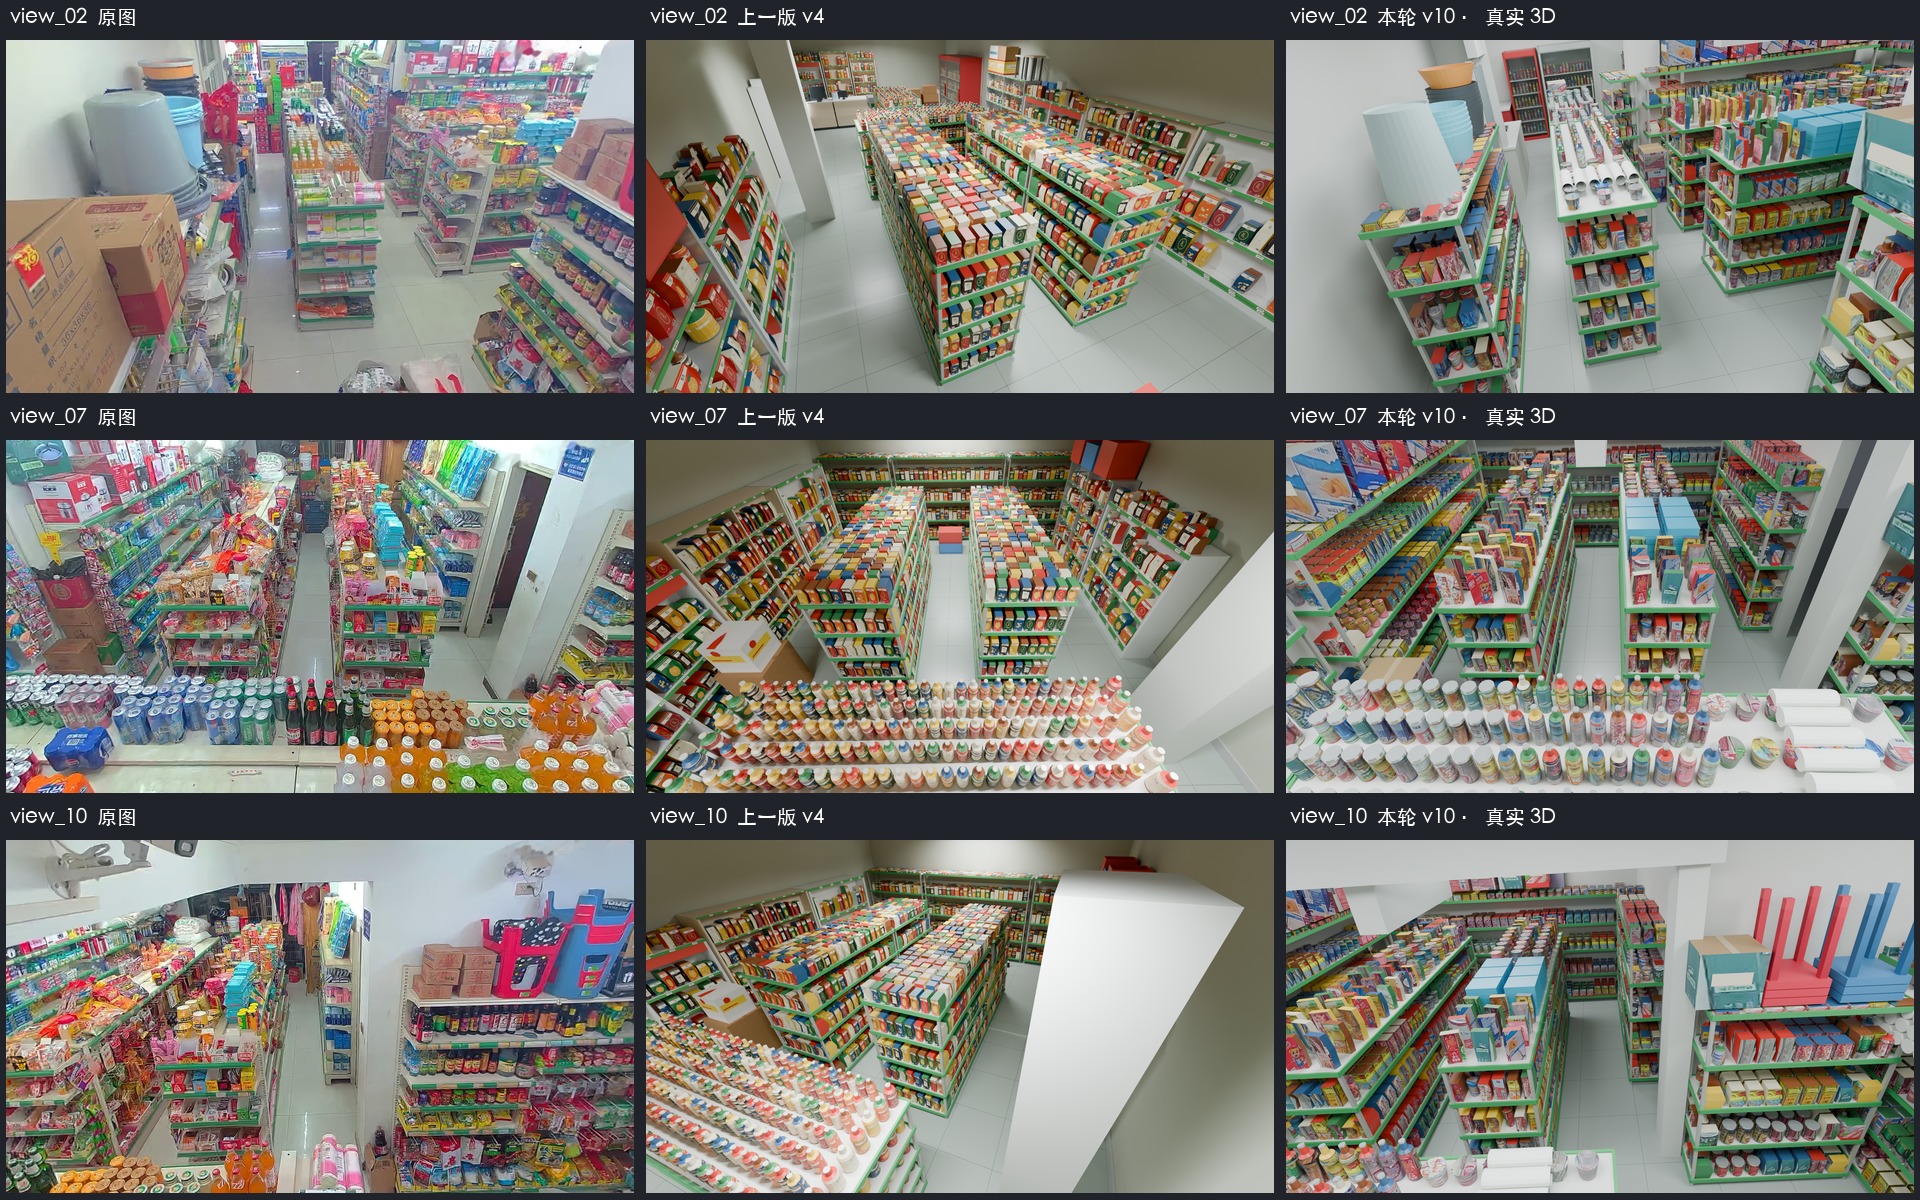 view_02 原图
view_02 上一版 v4
view_02 本轮 v10 · 真实 3D
view_07 原图
view_07 上一版 v4
view_07 本轮 v10 · 真实 3D
view_10 原图
view_10 上一版 v4
view_10 本轮 v10 · 真实 3D